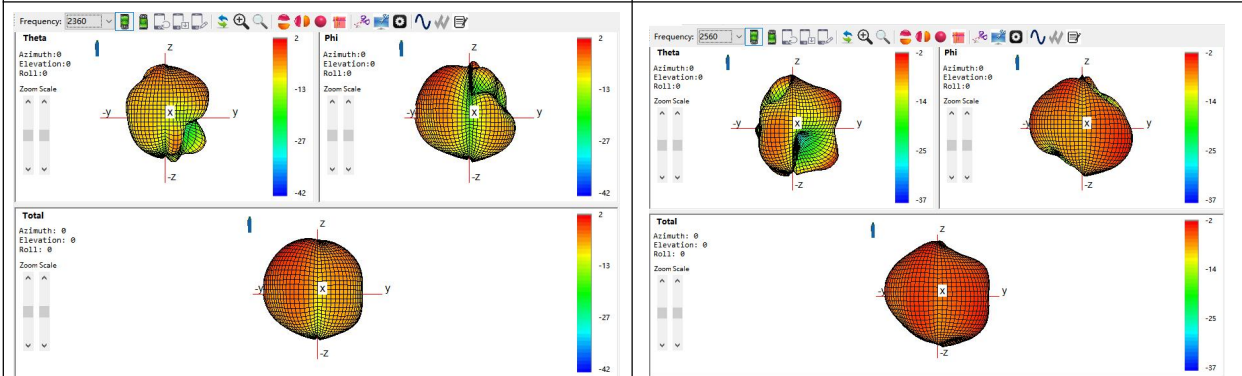 Frequency: 2360
Theta
Azimuth:0
Elevation:0
Roll:0
Zoom Scale
Z
-y
X
y
-Z
2
-13
-27
-42
Phi
Azimuth:0
Elevation:0
Roll:0
Zoom Scale
Z
-y
X
y
-Z
2
-13
-27
-42
Total
Azimuth: 0
Elevation: 0
Roll: 0
Zoom Scale
Z
-y
X
y
-Z
2
-13
-27
-42
Frequency: 2560
Theta
Azimuth:0
Elevation:0
Roll:0
Zoom Scale
Z
-y
X
y
-Z
-2
-14
-25
-37
Phi
Azimuth:0
Elevation:0
Roll:0
Zoom Scale
Z
-y
X
y
-Z
-2
-14
-25
-37
Total
Azimuth: 0
Elevation: 0
Roll: 0
Zoom Scale
Z
-y
X
y
-Z
-2
-14
-25
-37